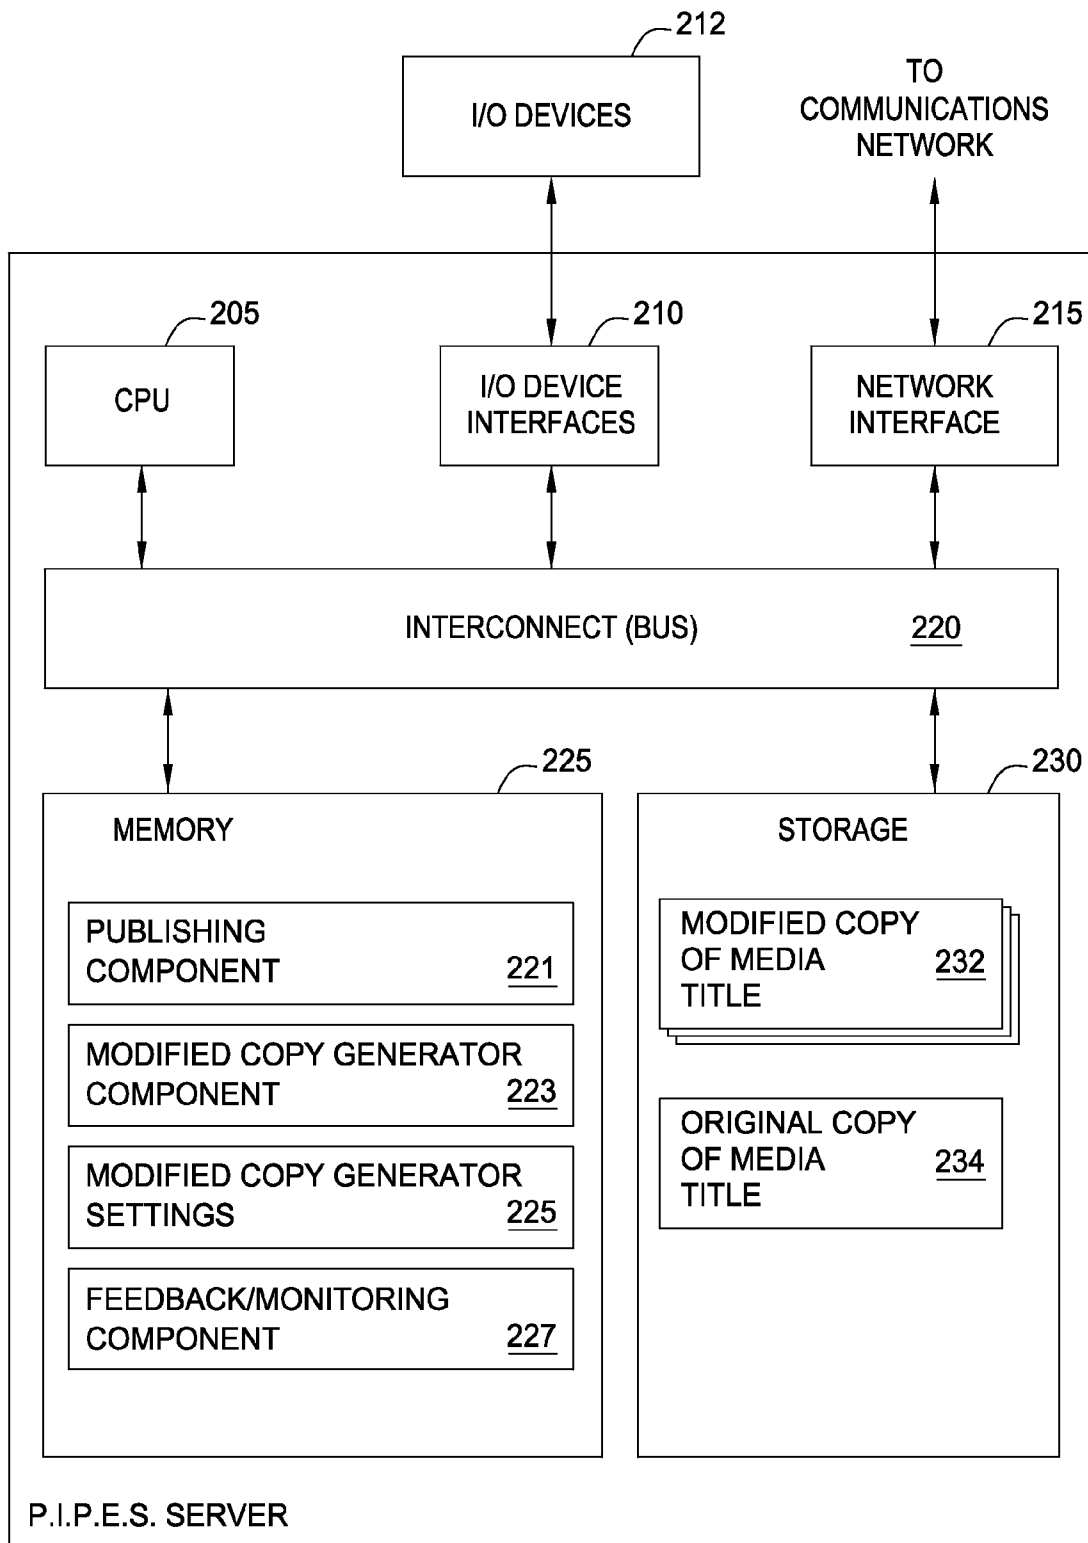 212
I/O DEVICES
TO
COMMUNICATIONS
NETWORK
205
210
215
CPU
I/O DEVICE
INTERFACES
NETWORK
INTERFACE
INTERCONNECT (BUS)
220
225
230
MEMORY
PUBLISHING
COMPONENT
221
MODIFIED COPY GENERATOR
COMPONENT
223
MODIFIED COPY GENERATOR
SETTINGS
225
FEEDBACK/MONITORING
COMPONENT
227
STORAGE
MODIFIED COPY
OF MEDIA
TITLE
232
ORIGINAL COPY
OF MEDIA
TITLE
234
P.I.P.E.S. SERVER